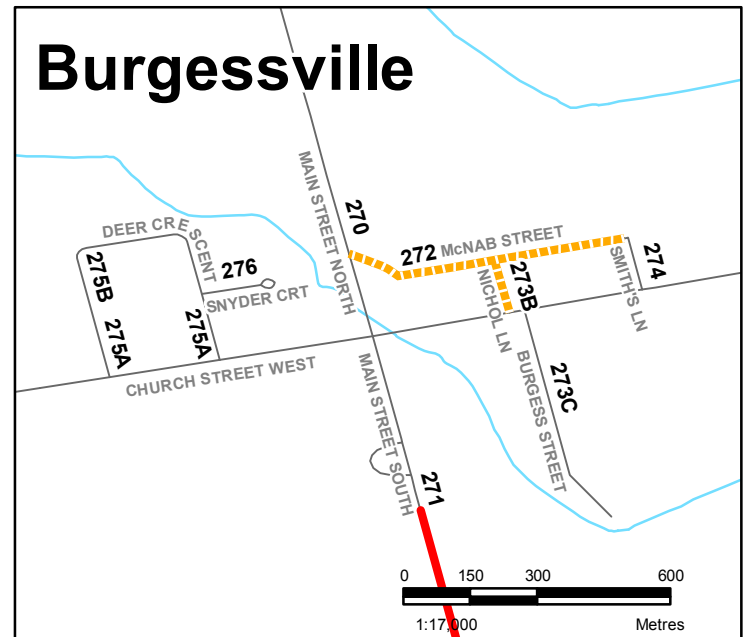 Burgessville
MAIN STREET NORTH
270
DEER CRESCENT
272
McNAB STREET
276
SNYDER CRT
275B
275A
275A
NICHOL LN
273B
SMITH'S LN
274
CHURCH STREET WEST
MAIN STREET SOUTH
BURGESS STREET
273C
271
0 150 300 600
1:17,000 Metres